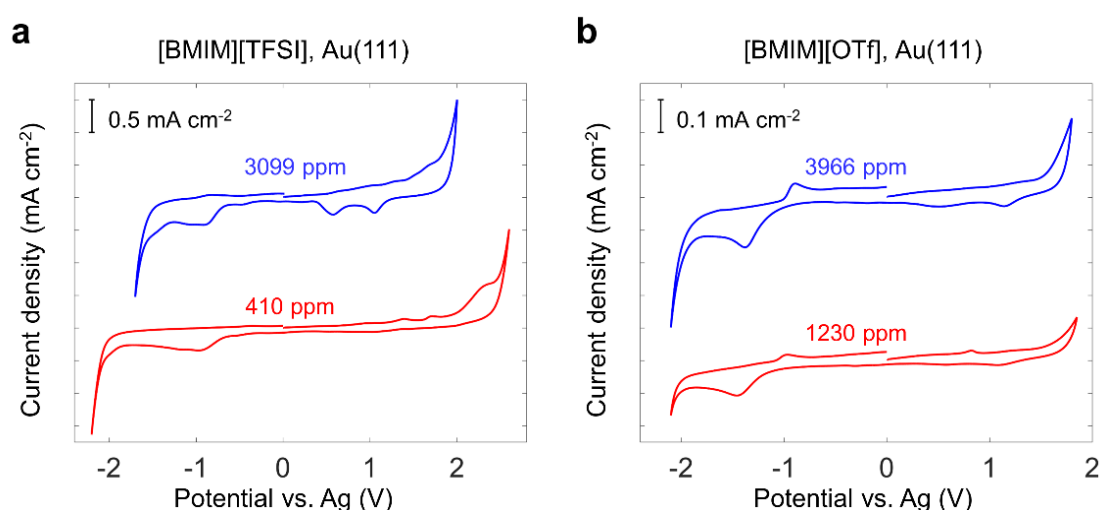 a
[BMIM][TFSI], Au(111)
0.5 mA cm⁻²
3099 ppm
410 ppm
Current density (mA cm⁻²)
-2 -1 0 1 2
Potential vs. Ag (V)
b
[BMIM][OTf], Au(111)
0.1 mA cm⁻²
3966 ppm
1230 ppm
Current density (mA cm⁻²)
-2 -1 0 1 2
Potential vs. Ag (V)